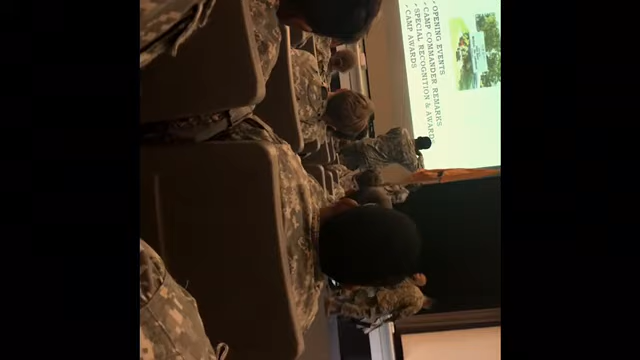 - OPENING EVENTS
- CAMP COMMANDER REMARKS
- SPECIAL RECOGNITION & AWARDS
- CAMP AWARDS